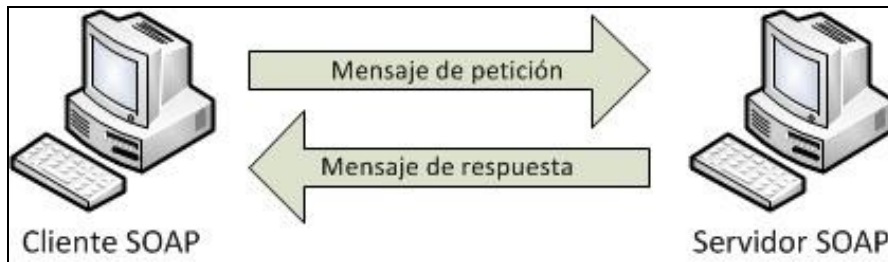 Mensaje de petición
Mensaje de respuesta
Cliente SOAP
Servidor SOAP